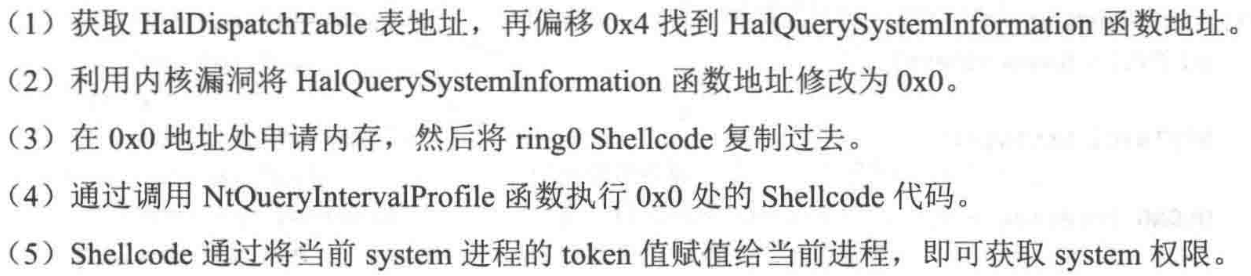 （1）获取 HalDispatchTable 表地址，再偏移 0x4 找到 HalQuerySystemInformation 函数地址。
（2）利用内核漏洞将 HalQuerySystemInformation 函数地址修改为 0x0。
（3）在 0x0 地址处申请内存，然后将 ring0 Shellcode 复制过去。
（4）通过调用 NtQueryIntervalProfile 函数执行 0x0 处的 Shellcode 代码。
（5）Shellcode 通过将当前 system 进程的 token 值赋值给当前进程，即可获取 system 权限。